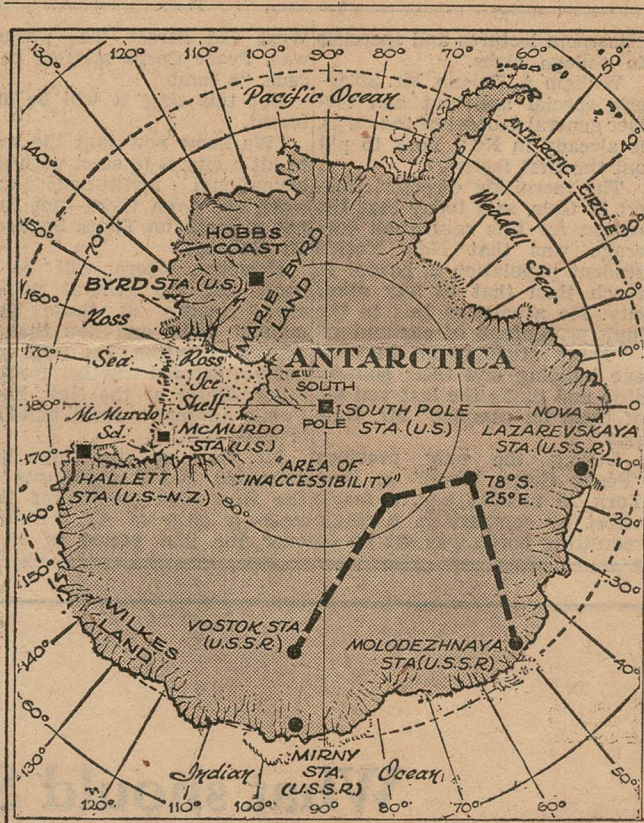 130° 120° 110° 100° 90° 80° 70° 60° 50°
Pacific Ocean
ANTARCTIC CIRCLE
140°
40°
Weddell Sea
150°
70°
30°
HOBBS
COAST
MARIE BYRD
LAND
BYRD STA. (U.S.)
160°
20°
Ross
Sea
Ross
Ice
Shelf
170°
10°
ANTARCTICA
SOUTH
POLE
SOUTH POLE
STA. (U.S.)
180°
0
McMurdo
Sd.
McMURDO
STA. (U.S.)
NOVA
LAZAREVSKAYA
STA. (U.S.S.R.)
170°
10°
HALLETT
STA. (U.S-N.Z.)
"AREA OF
INACCESSIBILITY"
78° S.
25° E.
80°
160°
20°
150°
30°
WILKES
LAND
VOSTOK STA
(U.S.S.R.)
MOLODEZHNAYA
STA (U.S.S.R)
140°
40°
60°
MIRNY
STA.
(U.S.S.R.)
Indian Ocean
130°
50°
120° 110° 100° 90° 80° 70° 60°